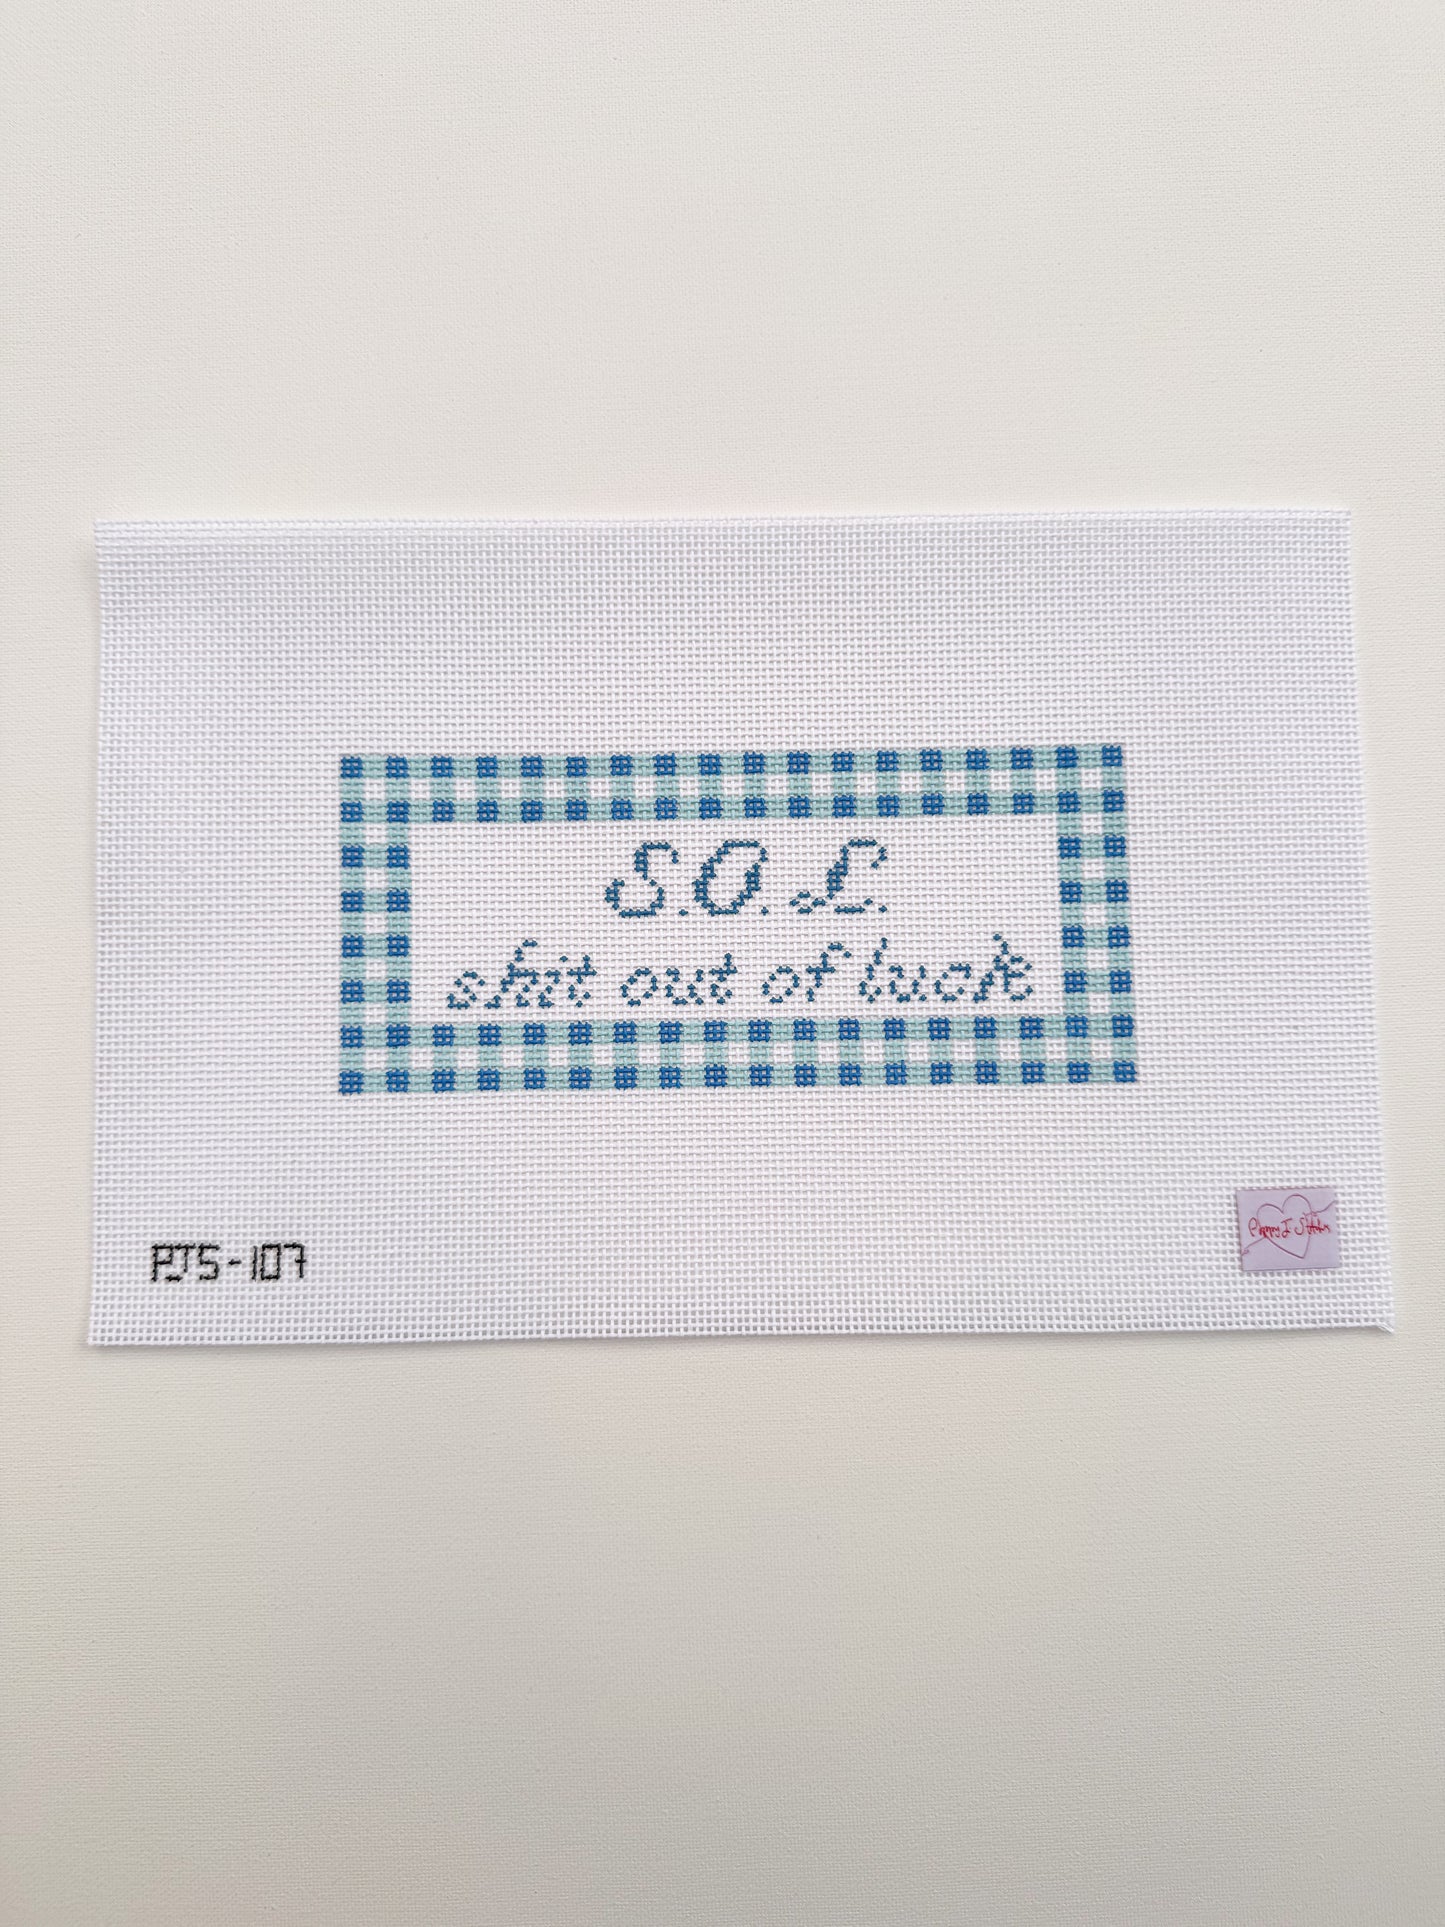 S.O.L.
shit out of luck
PJS-107